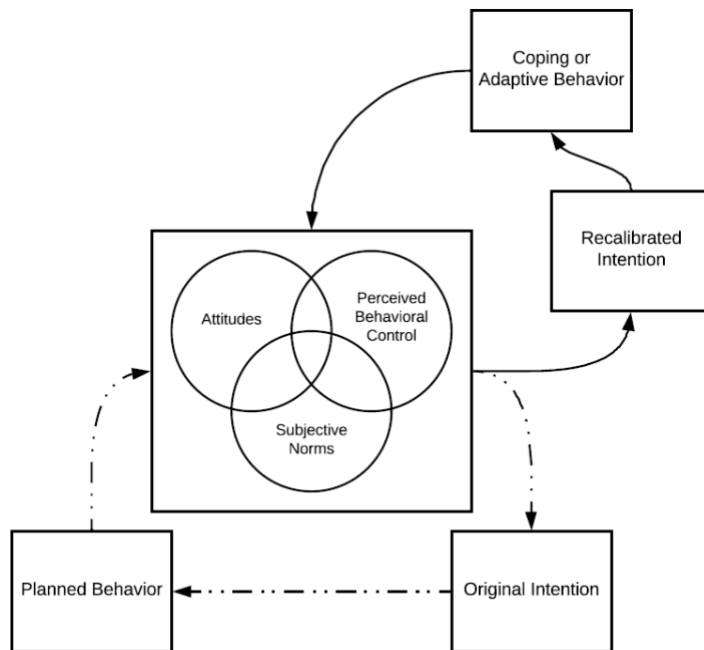 Coping or
Adaptive Behavior
Recalibrated
Intention
Attitudes
Perceived
Behavioral
Control
Subjective
Norms
Planned Behavior
Original Intention